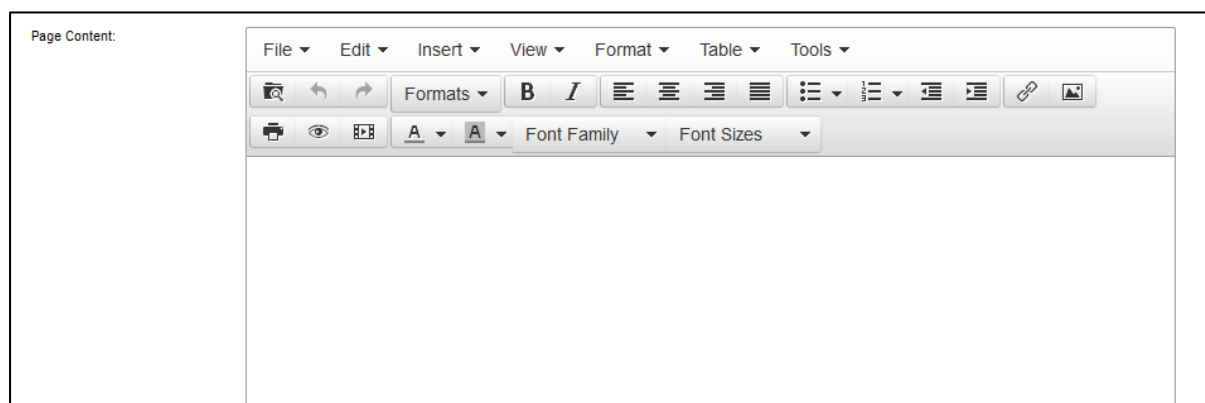 Page Content:
File Edit Insert View Format Table Tools
Formats B I
A A Font Family Font Sizes